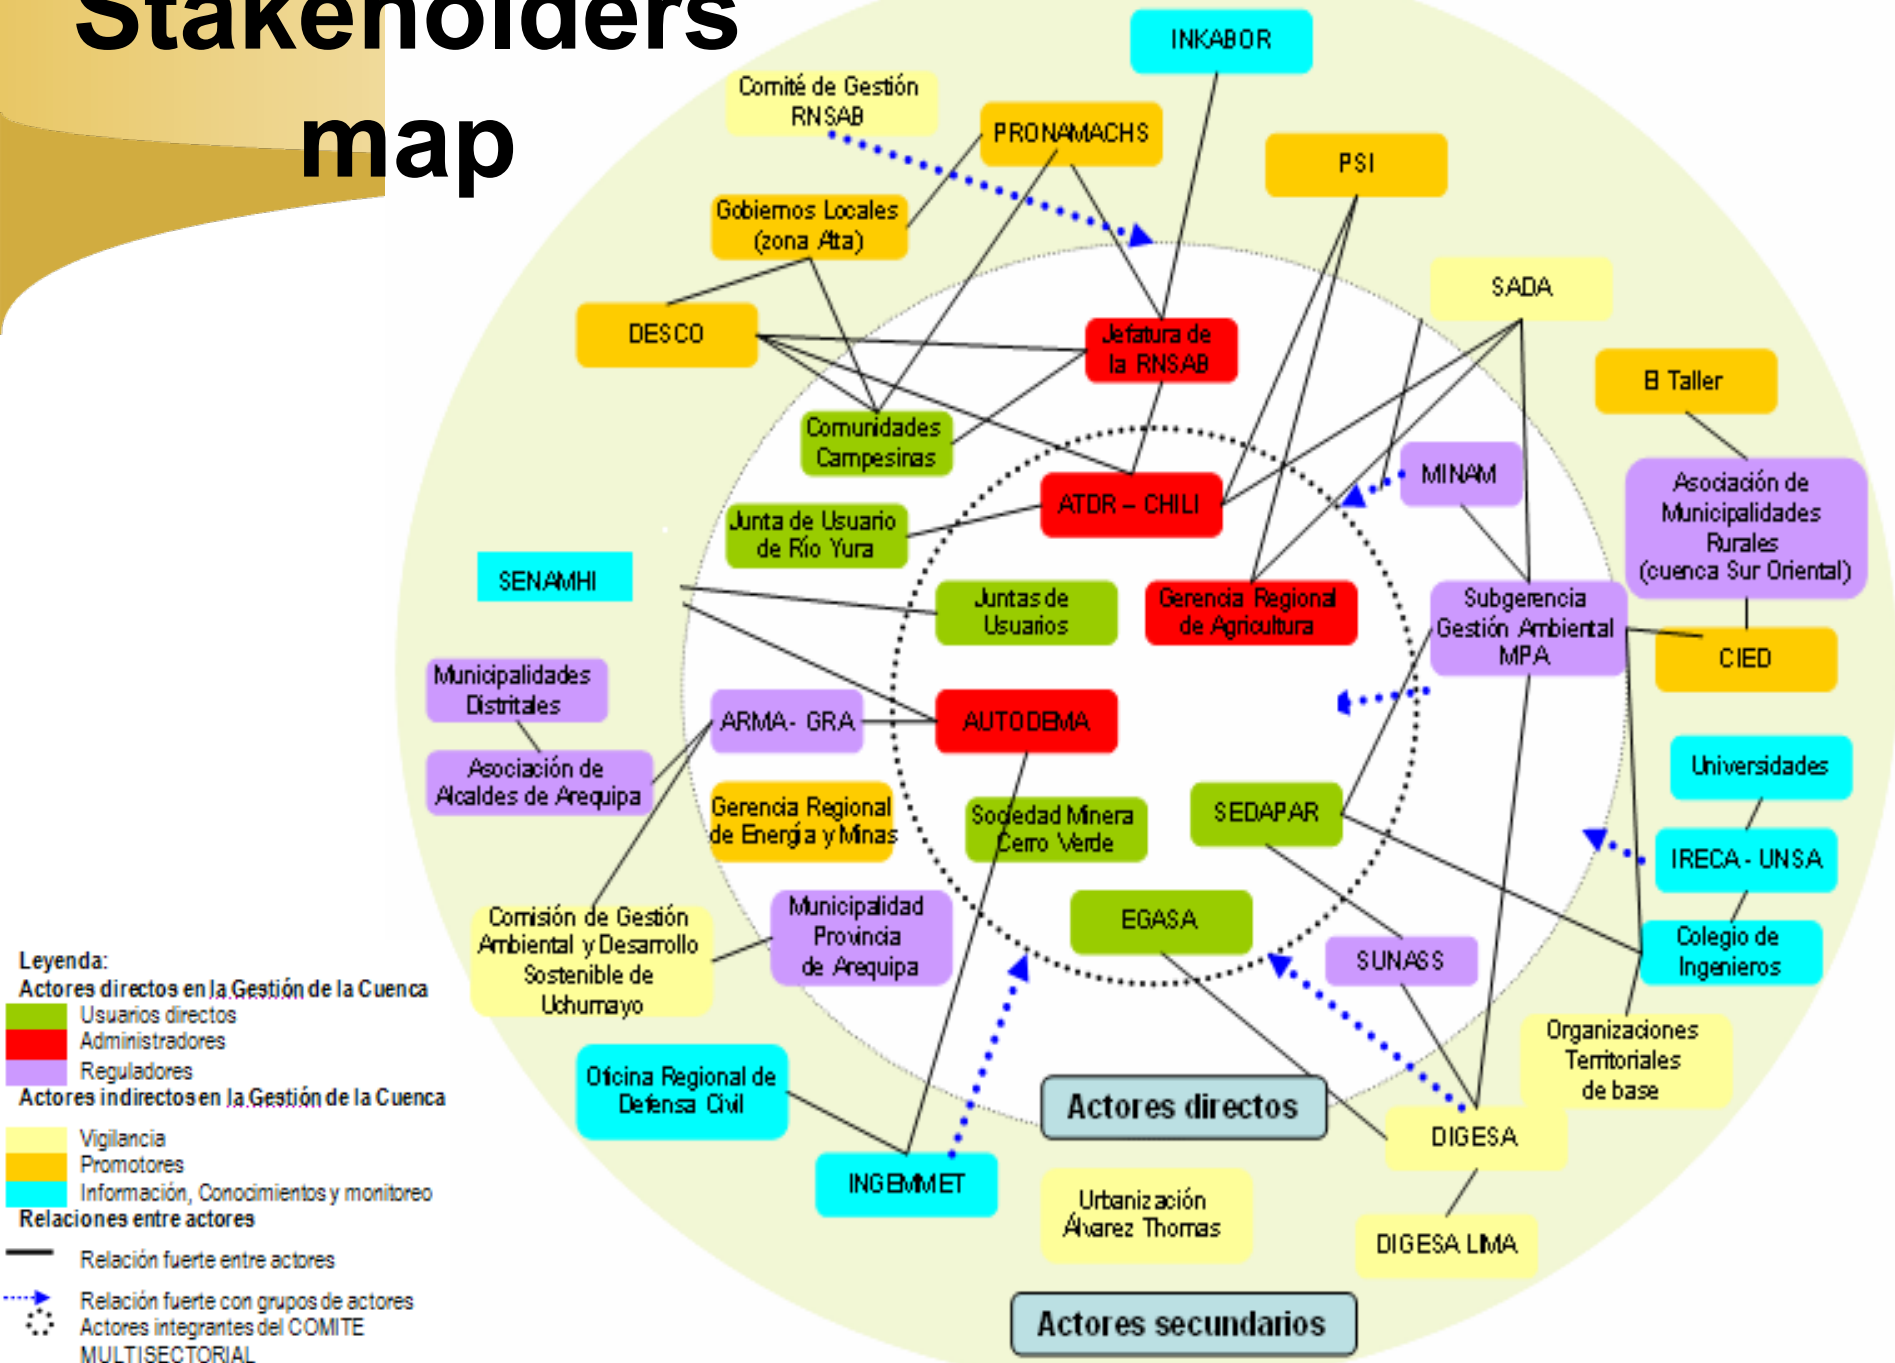 Stakeholders
map
INKABOR
Comité de Gestión
RNSAB
PRONAMACHS
PSI
Gobiernos Locales
(zona Alta)
SADA
DESCO
Jefatura de
la RNSAB
El Taller
Comunidades
Campesinas
MINAM
Asociación de
Municipalidades
Rurales
(cuenca Sur Oriental)
ATDR – CHILI
Junta de Usuario
de Río Yura
SENAMHI
Juntas de
Usuarios
Gerencia Regional
de Agricultura
Subgerencia
Gestión Ambiental
MPA
CIED
Municipalidades
Distritales
ARMA- GRA
AUTODEMA
Asociación de
Alcaldes de Arequipa
Universidades
Gerencia Regional
de Energía y Minas
Sociedad Minera
Cerro Verde
SEDAPAR
IRECA - UNSA
Comisión de Gestión
Ambiental y Desarrollo
Sostenible de
Uchumayo
Municipalidad
Provincia
de Arequipa
EGASA
SUNASS
Colegio de
Ingenieros
Organizaciones
Territoriales
de base
Oficina Regional de
Defensa Civil
Actores directos
DIGESA
INGEMMET
Urbanización
Álvarez Thomas
DIGESA LIMA
Actores secundarios
Leyenda:
Actores directos en la Gestión de la Cuenca
Usuarios directos
Administradores
Reguladores
Actores indirectos en la Gestión de la Cuenca
Vigilancia
Promotores
Información, Conocimientos y monitoreo
Relaciones entre actores
Relación fuerte entre actores
Relación fuerte con grupos de actores
Actores integrantes del COMITE
MULTISECTORIAL